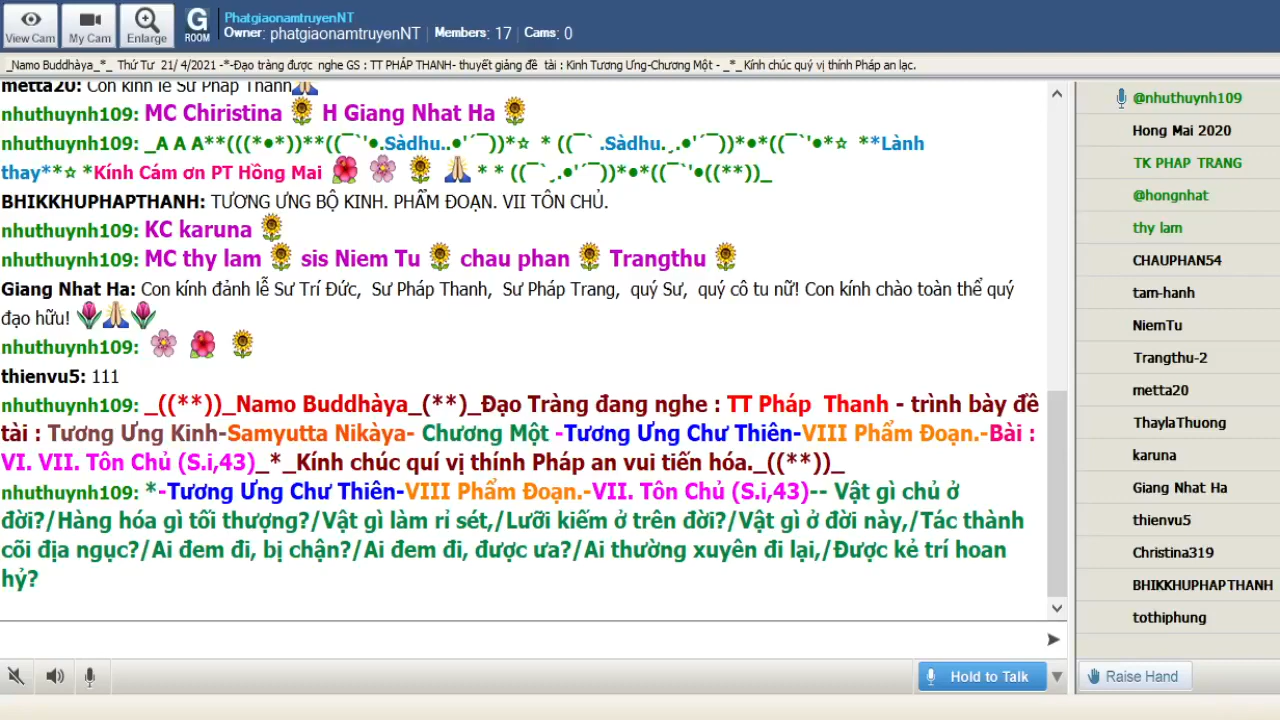 View Cam
My Cam
Enlarge
G
ROOM
PhatgiaonamtruyenNT
Owner: phatgiaonamtruyenNT | Members: 17 | Cams: 0
_Namo Buddhàya_*_ Thứ Tư 21/ 4/2021 -*-Đạo tràng được nghe GS : TT PHÁP THANH- thuyết giảng đề tài : Kinh Tương Ưng-Chương Một - _*_ Kính chúc quý vị thính Pháp an lạc.
metta20: Con kính lễ Sư Pháp Thanh🙏
nhuthuynh109: MC Chiristina 🌻 H Giang Nhat Ha 🌻
nhuthuynh109: _A A A**(((*•*))**((¯`'•.Sàdhu..•'´¯))*☆ * ((¯` .Sàdhu.¸.•'´¯))*•*((¯`'•*☆ **Lành
thay**☆ *Kính Cám ơn PT Hồng Mai 🌺 🌸 🌻 🙏 * * ((¯`¸.•'´¯))*•*((¯`'•((**))_
BHIKKHUPHAPTHANH: TƯƠNG ƯNG BỘ KINH. PHẨM ĐOẠN. VII TÔN CHỦ.
nhuthuynh109: KC karuna 🌻
nhuthuynh109: MC thy lam 🌻 sis Niem Tu 🌻 chau phan 🌻 Trangthu 🌻
Giang Nhat Ha: Con kính đảnh lễ Sư Trí Đức, Sư Pháp Thanh, Sư Pháp Trang, quý Sư, quý cô tu nữ! Con kính chào toàn thể quý
đạo hữu! 🌷🙏🌷
nhuthuynh109: 🌸 🌺 🌻
thienvu5: 111
nhuthuynh109: _((**))_Namo Buddhàya_(**)_Đạo Tràng đang nghe : TT Pháp Thanh - trình bày đề
tài : Tương Ưng Kinh-Samyutta Nikàya- Chương Một -Tương Ưng Chư Thiên-VIII Phẩm Đoạn.-Bài :
VI. VII. Tôn Chủ (S.i,43)_*_Kính chúc quí vị thính Pháp an vui tiến hóa._((**))_
nhuthuynh109: *-Tương Ưng Chư Thiên-VIII Phẩm Đoạn.-VII. Tôn Chủ (S.i,43)-- Vật gì chủ ở
đời?/Hàng hóa gì tối thượng?/Vật gì làm rỉ sét,/Lưỡi kiếm ở trên đời?/Vật gì ở đời này,/Tác thành
cõi địa ngục?/Ai đem đi, bị chận?/Ai đem đi, được ưa?/Ai thường xuyên đi lại,/Được kẻ trí hoan
hỷ?
@nhuthuynh109
Hong Mai 2020
TK PHAP TRANG
@hongnhat
thy lam
CHAUPHAN54
tam-hanh
NiemTu
Trangthu-2
metta20
ThaylaThuong
karuna
Giang Nhat Ha
thienvu5
Christina319
BHIKKHUPHAPTHANH
tothiphung
Hold to Talk
Raise Hand